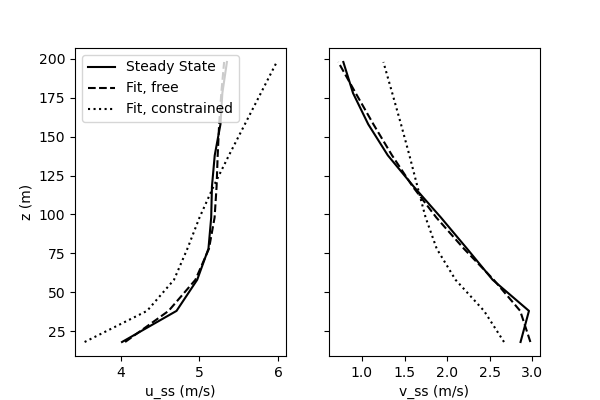 Steady State
Fit, free
Fit, constrained
200
175
150
125
100
75
50
25
z (m)
4 5 6
u_ss (m/s)
1.0 1.5 2.0 2.5 3.0
v_ss (m/s)